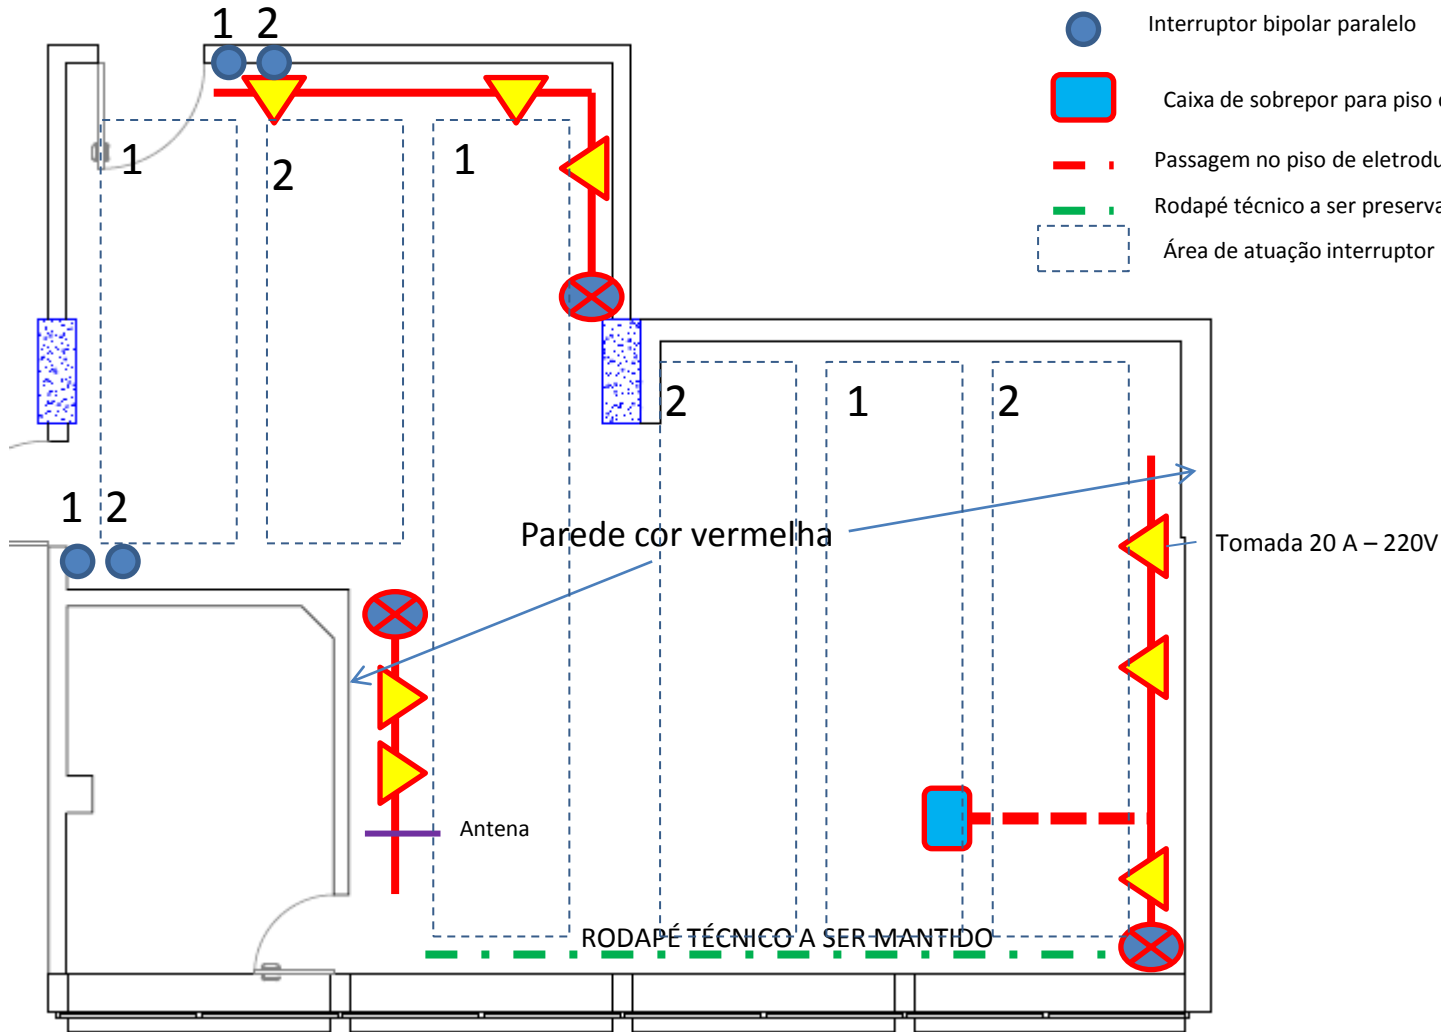 1 2
Interruptor bipolar paralelo
Caixa de sobrepor para piso
Passagem no piso de
Rodapé técnico a ser
Área de atuação interruptor
1
2
1
2
1
2
1 2
Parede cor vermelha
Tomada 20 A – 220V
Antena
RODAPÉ TÉCNICO A SER MANTIDO